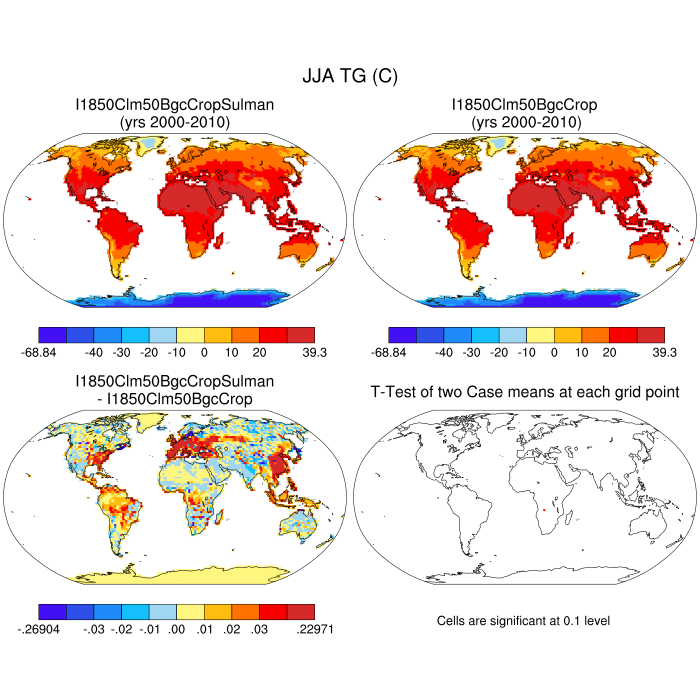 JJA TG (C)
I1850Clm50BgcCropSulman
(yrs 2000-2010)
I1850Clm50BgcCrop
(yrs 2000-2010)
-68.84 -40 -30 -20 -10 0 10 20 39.3
-68.84 -40 -30 -20 -10 0 10 20 39.3
I1850Clm50BgcCropSulman
- I1850Clm50BgcCrop
T-Test of two Case means at each grid point
-.26904 -.03 -.02 -.01 .00 .01 .02 .03 .22971
Cells are significant at 0.1 level